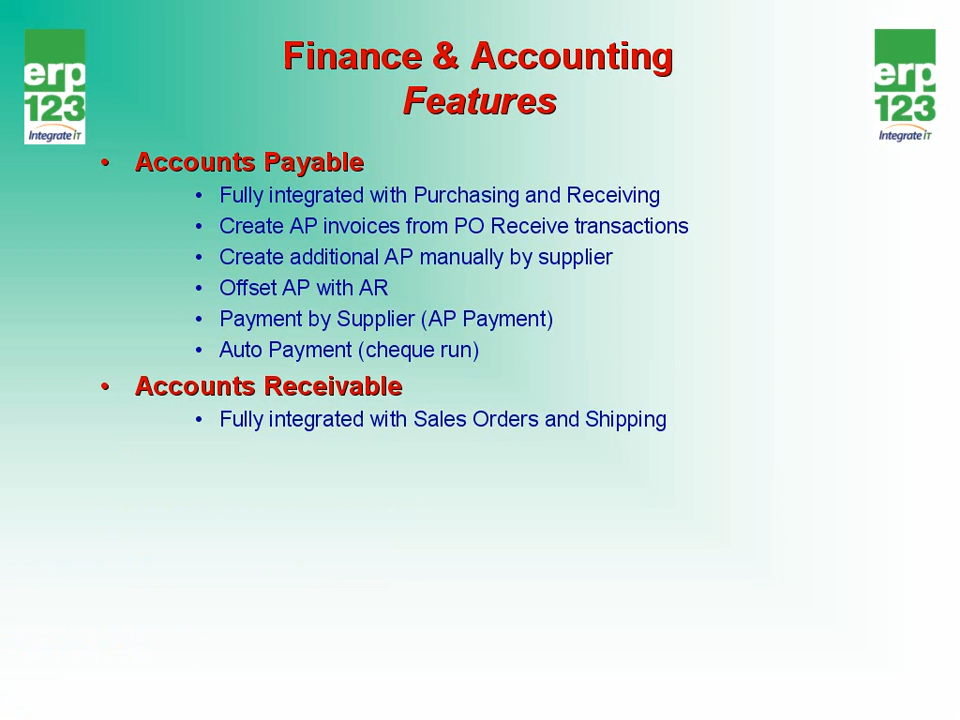 erp
123
Integrate iT
Finance & Accounting
Features
erp
123
Integrate iT
• Accounts Payable
• Fully integrated with Purchasing and Receiving
• Create AP invoices from PO Receive transactions
• Create additional AP manually by supplier
• Offset AP with AR
• Payment by Supplier (AP Payment)
• Auto Payment (cheque run)
• Accounts Receivable
• Fully integrated with Sales Orders and Shipping